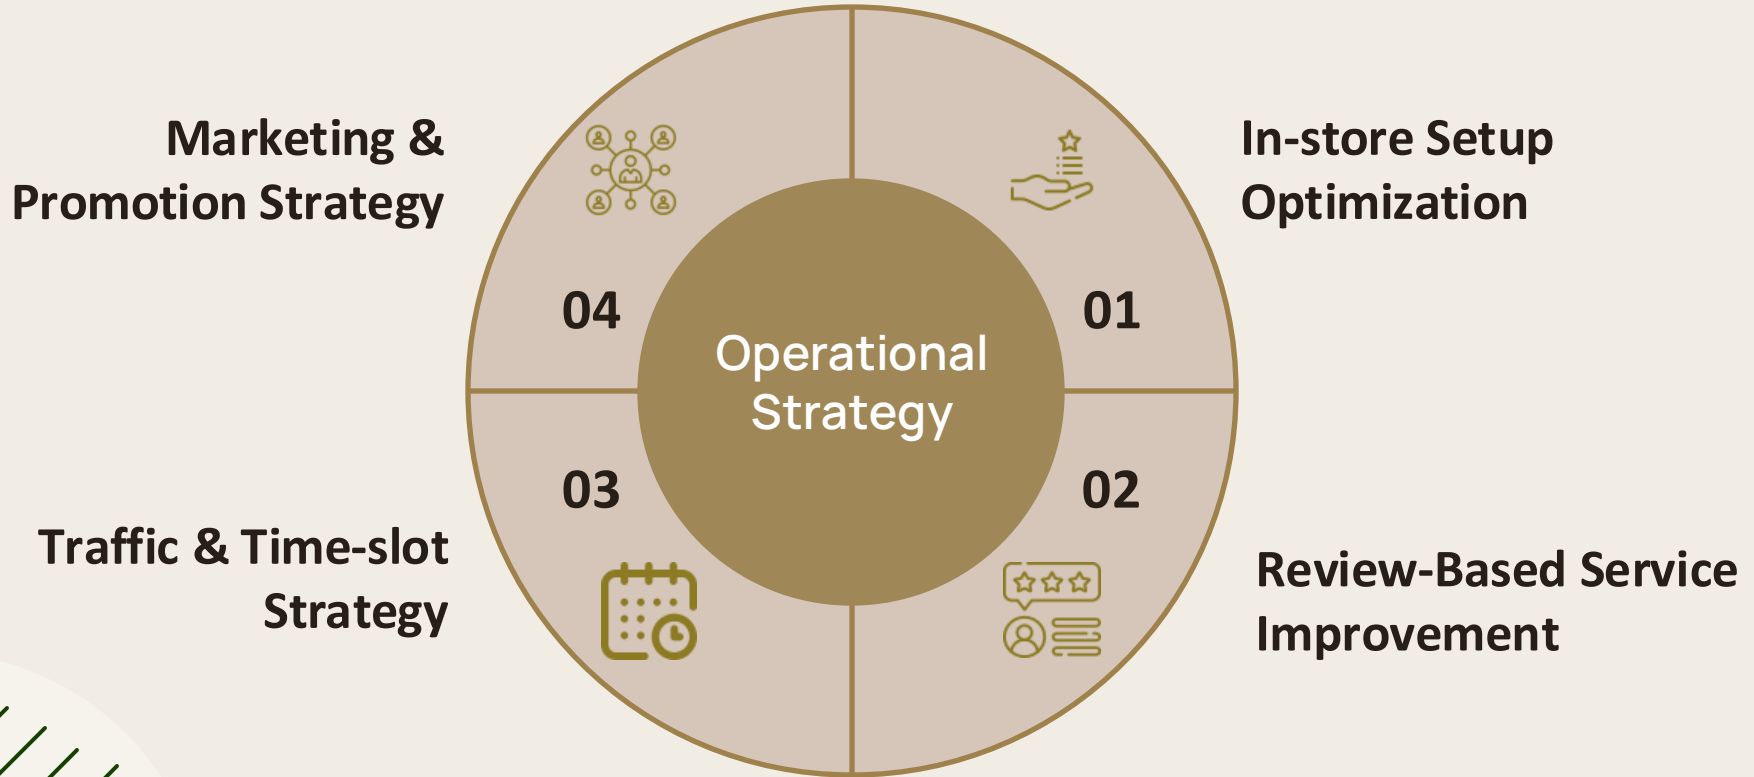 Marketing &
Promotion Strategy
04
In-store Setup
Optimization
01
Operational
Strategy
03
Traffic & Time-slot
Strategy
02
Review-Based Service
Improvement